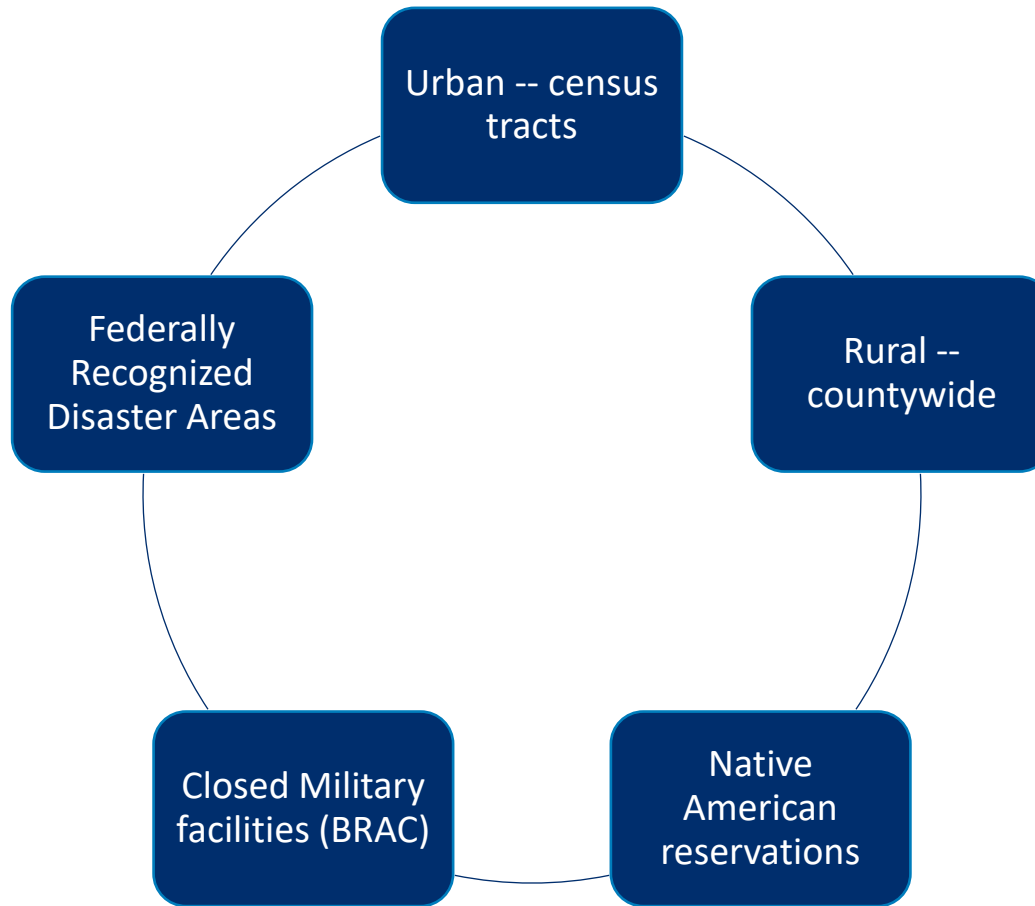 Urban -- census
tracts
Rural --
countywide
Native
American
reservations
Closed Military
facilities (BRAC)
Federally
Recognized
Disaster Areas